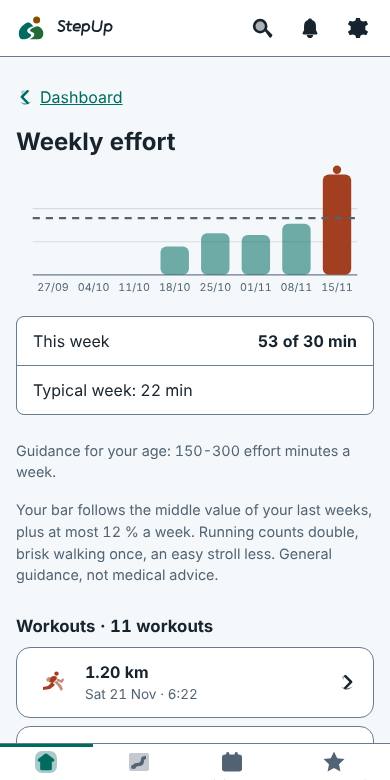 StepUp
Dashboard
Weekly effort
27/09 04/10 11/10 18/10 25/10 01/11 08/11 15/11
This week 53 of 30 min
Typical week: 22 min
Guidance for your age: 150-300 effort minutes a
week.
Your bar follows the middle value of your last weeks,
plus at most 12 % a week. Running counts double,
brisk walking once, an easy stroll less. General
guidance, not medical advice.
Workouts · 11 workouts
1.20 km
Sat 21 Nov · 6:22